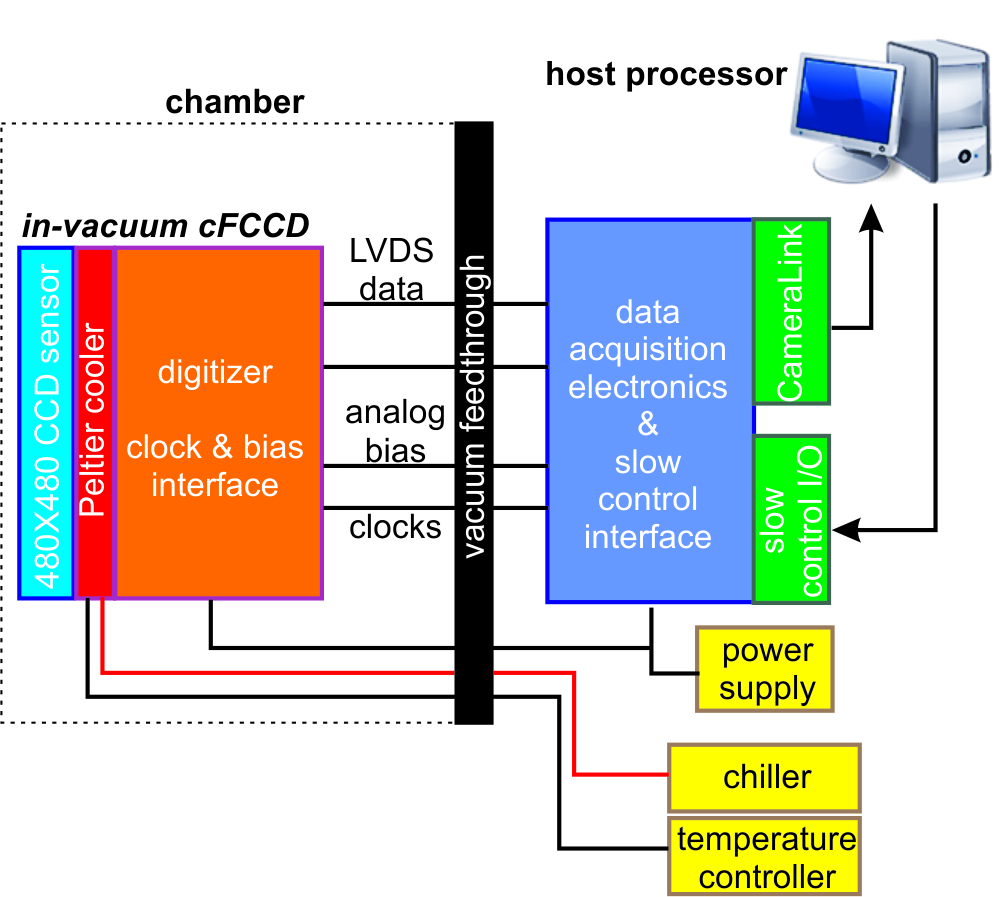 host processor
chamber
in-vacuum cFCCD
480X480 CCD sensor
Peltier cooler
digitizer
clock & bias
interface
LVDS
data
analog
bias
clocks
vacuum feedthrough
data
acquisition
electronics
&
slow
control
interface
CameraLink
slow
control I/O
power
supply
chiller
temperature
controller